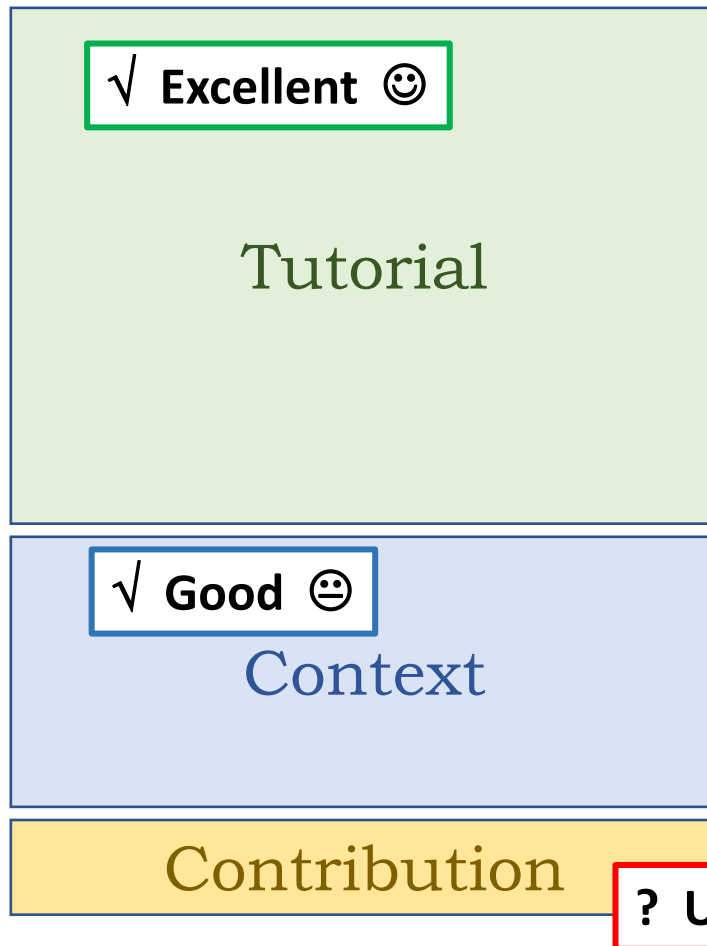 √ Excellent ☺
Tutorial
√ Good 😐
Context
Contribution
? U